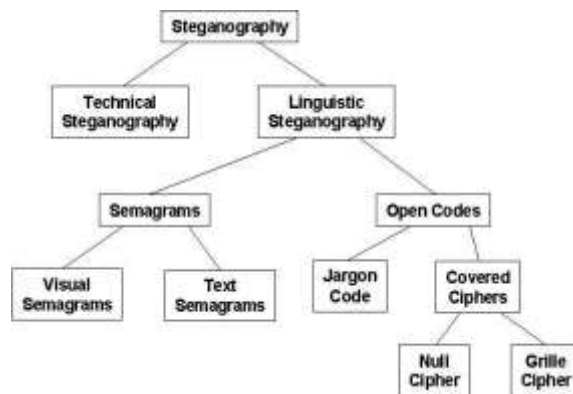 Steganography
Technical
Steganography
Linguistic
Steganography
Semagrams
Open Codes
Visual
Semagrams
Text
Semagrams
Jargon
Code
Covered
Ciphers
Null
Cipher
Grille
Cipher